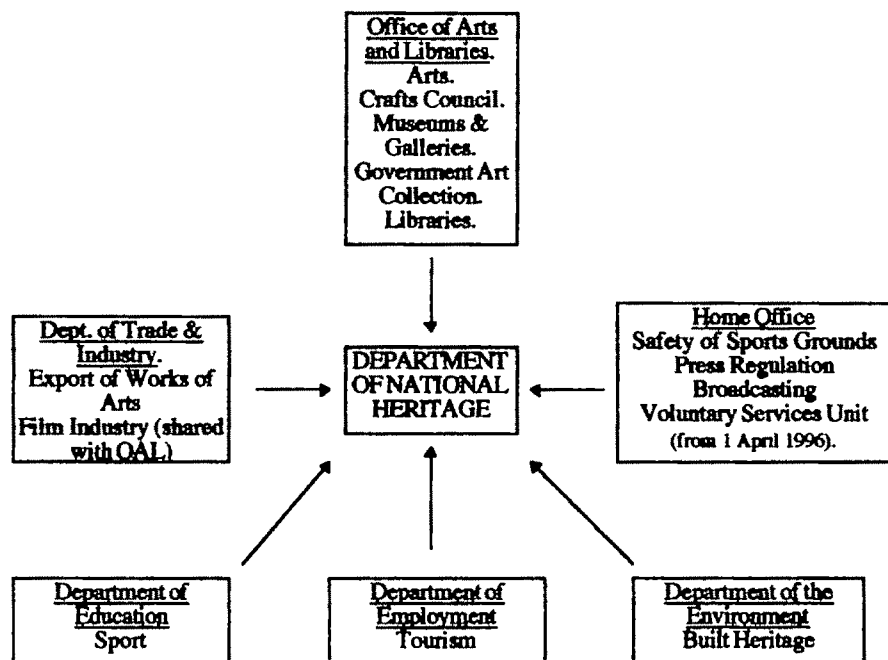 Office of Arts
and Libraries.
Arts.
Crafts Council.
Museums &
Galleries.
Government Art
Collection.
Libraries.
Dept. of Trade &
Industry.
Export of Works of
Arts
Film Industry (shared
with OAL)
DEPARTMENT
OF NATIONAL
HERITAGE
Home Office
Safety of Sports Grounds
Press Regulation
Broadcasting
Voluntary Services Unit
(from 1 April 1996).
Department of
Education
Sport
Department of
Employment
Tourism
Department of the
Environment
Built Heritage